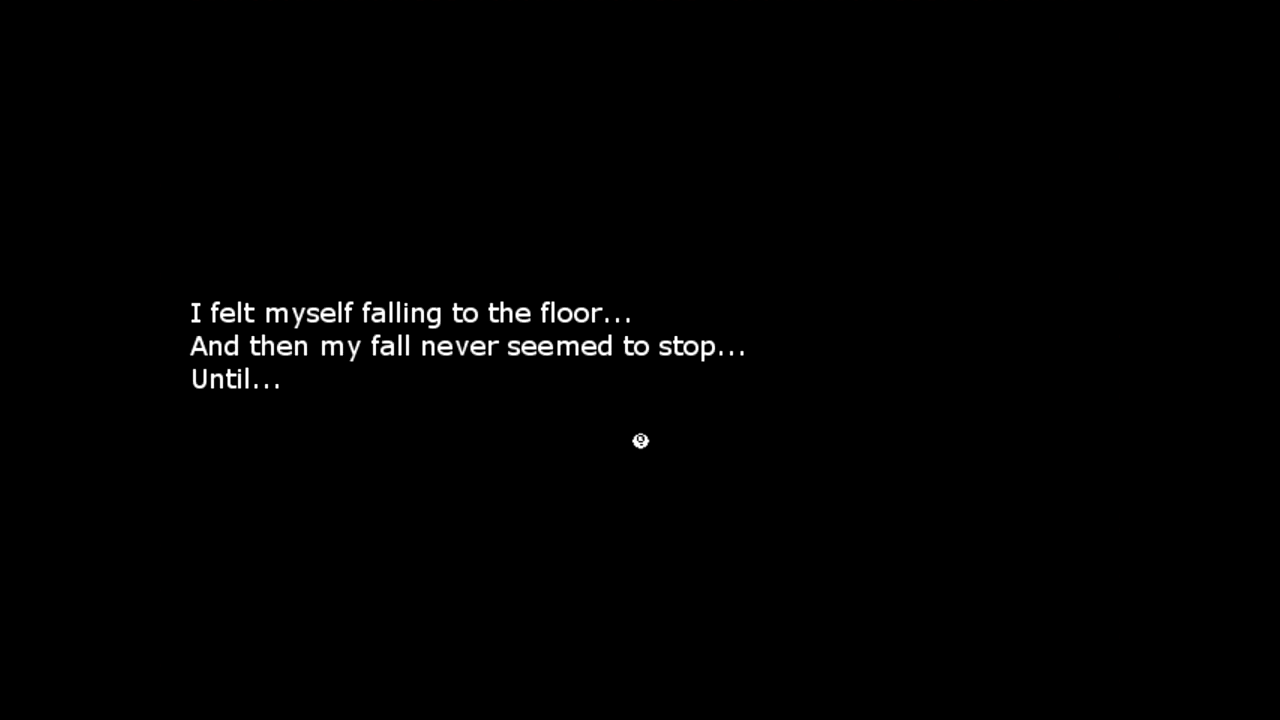 I felt myself falling to the floor...
And then my fall never seemed to stop...
Until...